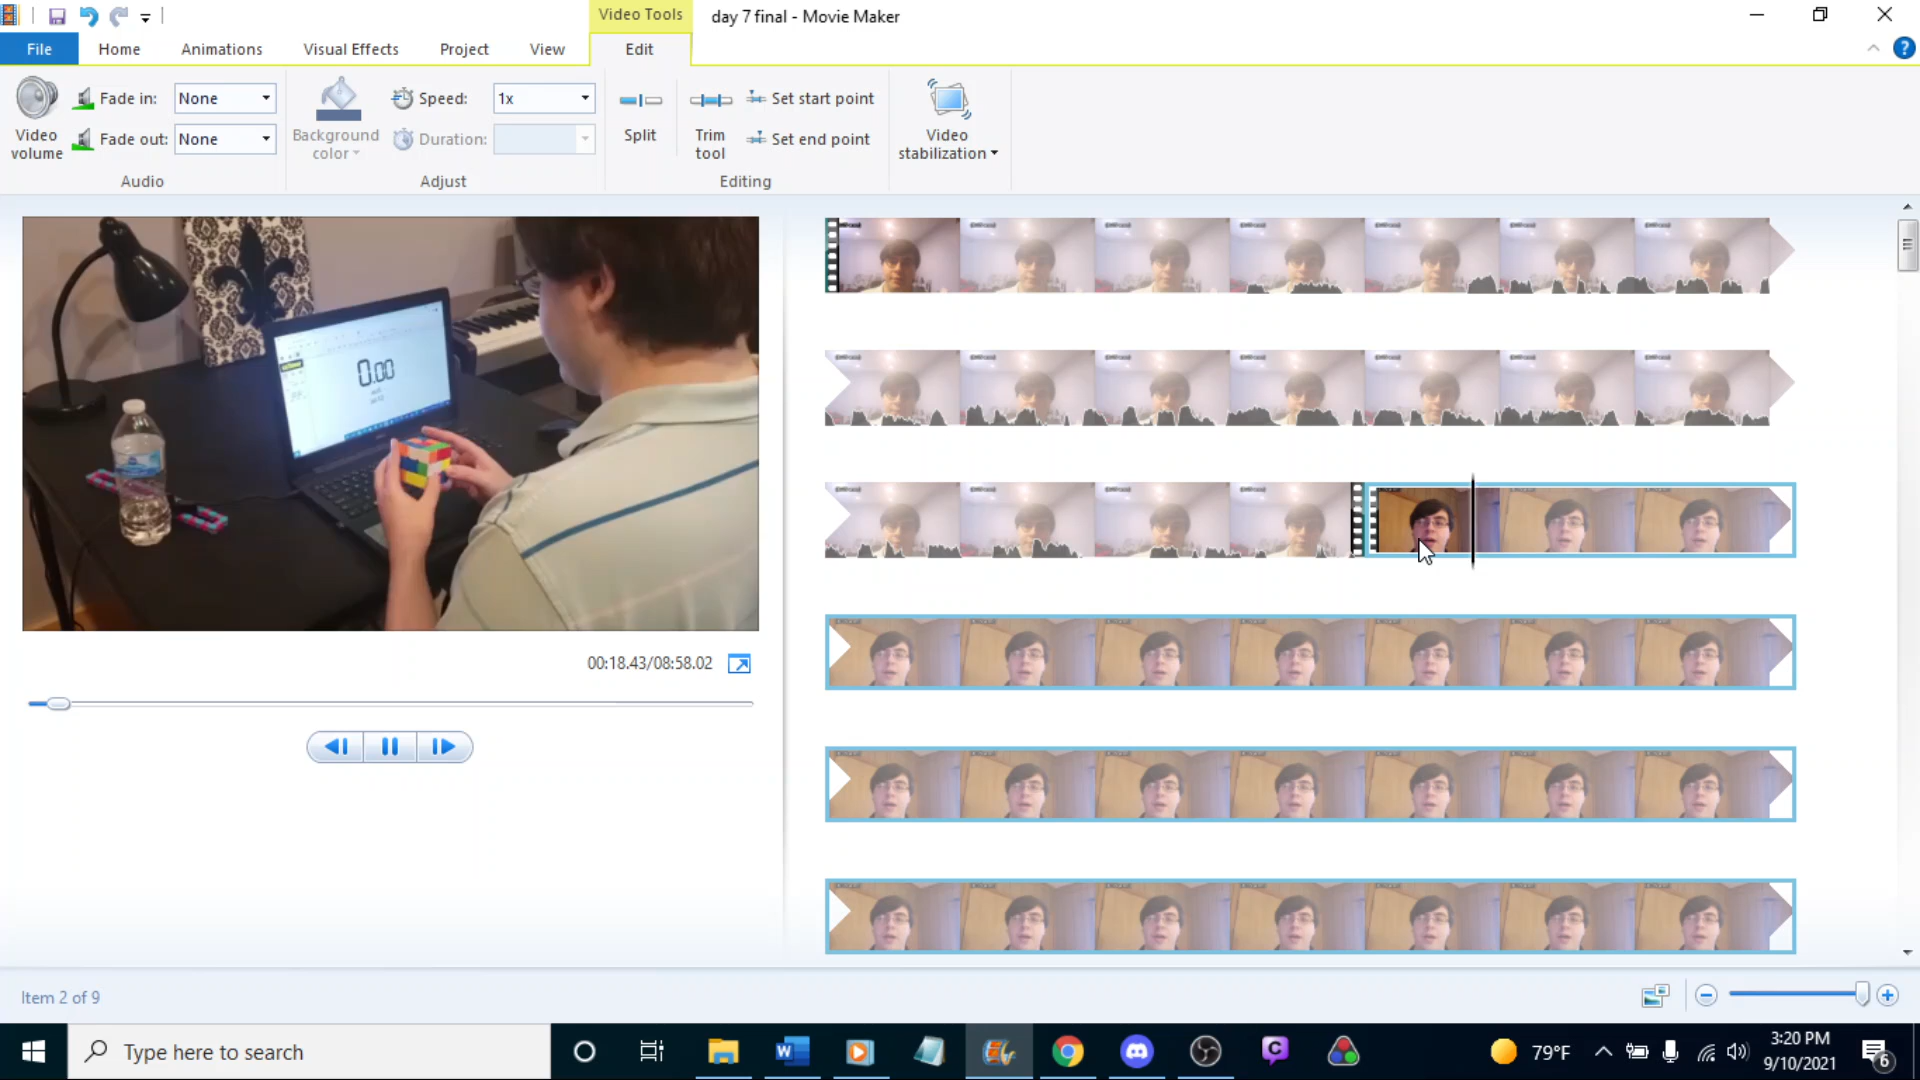 Video Tools
day 7 final - Movie Maker
File
Home
Animations
Visual Effects
Project
View
Edit
Video volume
Fade in:
None
Fade out:
None
Audio
Background color
Speed:
1x
Duration:
Adjust
Split
Trim tool
Set start point
Set end point
Editing
Video stabilization
0.00
00:18.43/08:58.02
Item 2 of 9
Type here to search
79°F
3:20 PM
9/10/2021
6